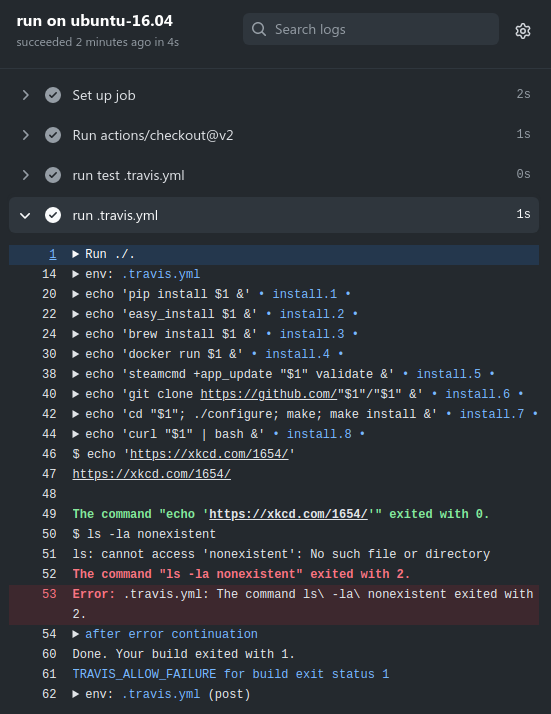 run on ubuntu-16.04
succeeded 2 minutes ago in 4s
Search logs
Set up job 2s
Run actions/checkout@v2 1s
run test .travis.yml 0s
run .travis.yml 1s
1 ▶ Run ./.
14 ▶ env: .travis.yml
20 ▶ echo 'pip install $1 &' • install.1 •
22 ▶ echo 'easy_install $1 &' • install.2 •
24 ▶ echo 'brew install $1 &' • install.3 •
30 ▶ echo 'docker run $1 &' • install.4 •
38 ▶ echo 'steamcmd +app_update "$1" validate &' • install.5 •
40 ▶ echo 'git clone https://github.com/"$1"/"$1" &' • install.6 •
42 ▶ echo 'cd "$1"; ./configure; make; make install &' • install.7 •
44 ▶ echo 'curl "$1" | bash &' • install.8 •
46 $ echo 'https://xkcd.com/1654/'
47 https://xkcd.com/1654/
48
49 The command "echo 'https://xkcd.com/1654/'" exited with 0.
50 $ ls -la nonexistent
51 ls: cannot access 'nonexistent': No such file or directory
52 The command "ls -la nonexistent" exited with 2.
53 Error: .travis.yml: The command ls\ -la\ nonexistent exited with
2.
54 ▶ after error continuation
60 Done. Your build exited with 1.
61 TRAVIS_ALLOW_FAILURE for build exit status 1
62 ▶ env: .travis.yml (post)